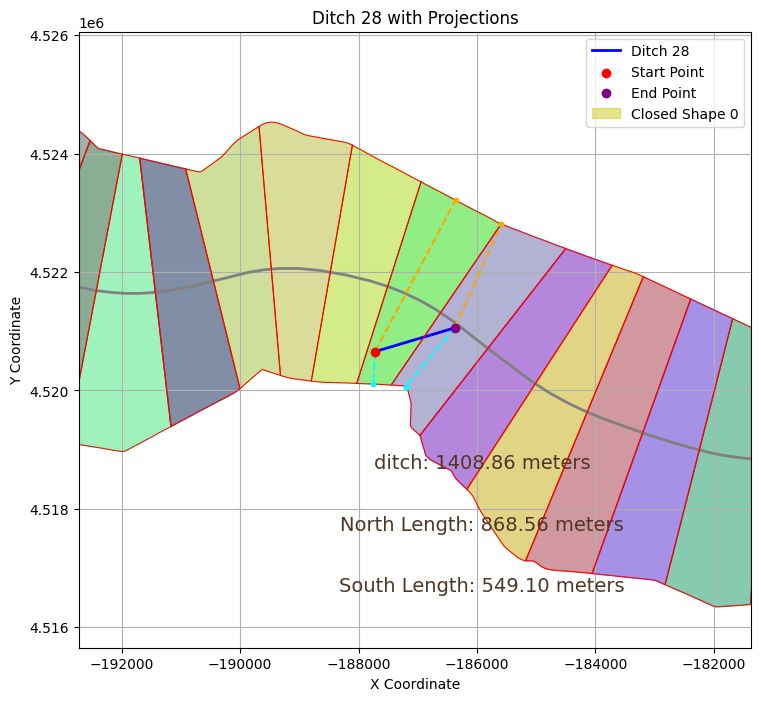 Ditch 28 with Projections
1e6
Ditch 28
Start Point
End Point
Closed Shape 0
4.526
4.524
4.522
4.520
4.518
4.516
Y Coordinate
ditch: 1408.86 meters
North Length: 868.56 meters
South Length: 549.10 meters
−192000
−190000
−188000
−186000
−184000
−182000
X Coordinate